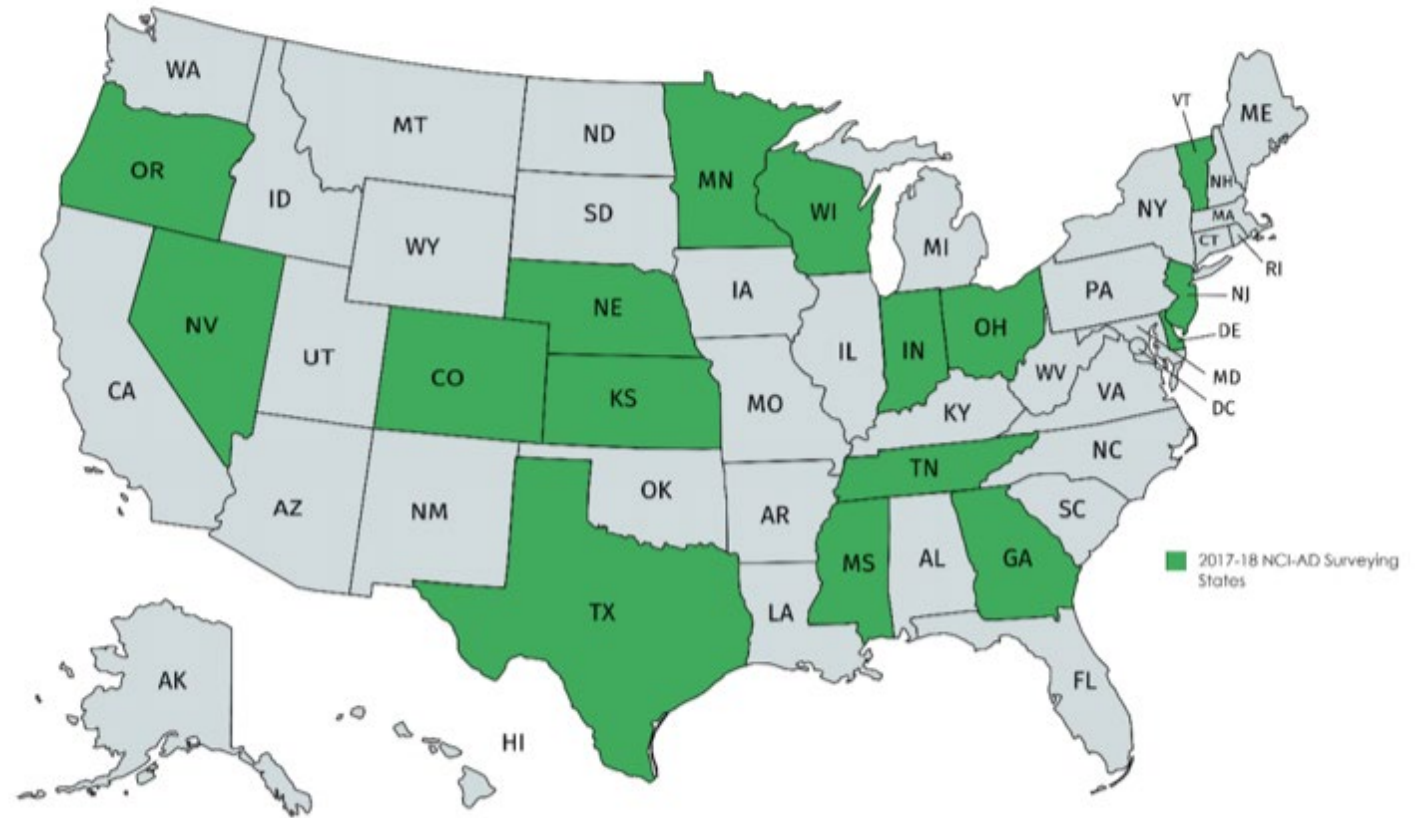 WA
MT
ND
MN
VT
ME
OR
ID
SD
WI
NY
NH
MA
WY
MI
CT
RI
IA
PA
NJ
NE
NV
OH
DE
UT
IL
IN
CO
WV
MD
CA
KS
VA
DC
MO
KY
NC
TN
OK
AZ
NM
AR
SC
MS
AL
GA
2017-18 NCI-AD Surveying
States
TX
LA
AK
FL
HI